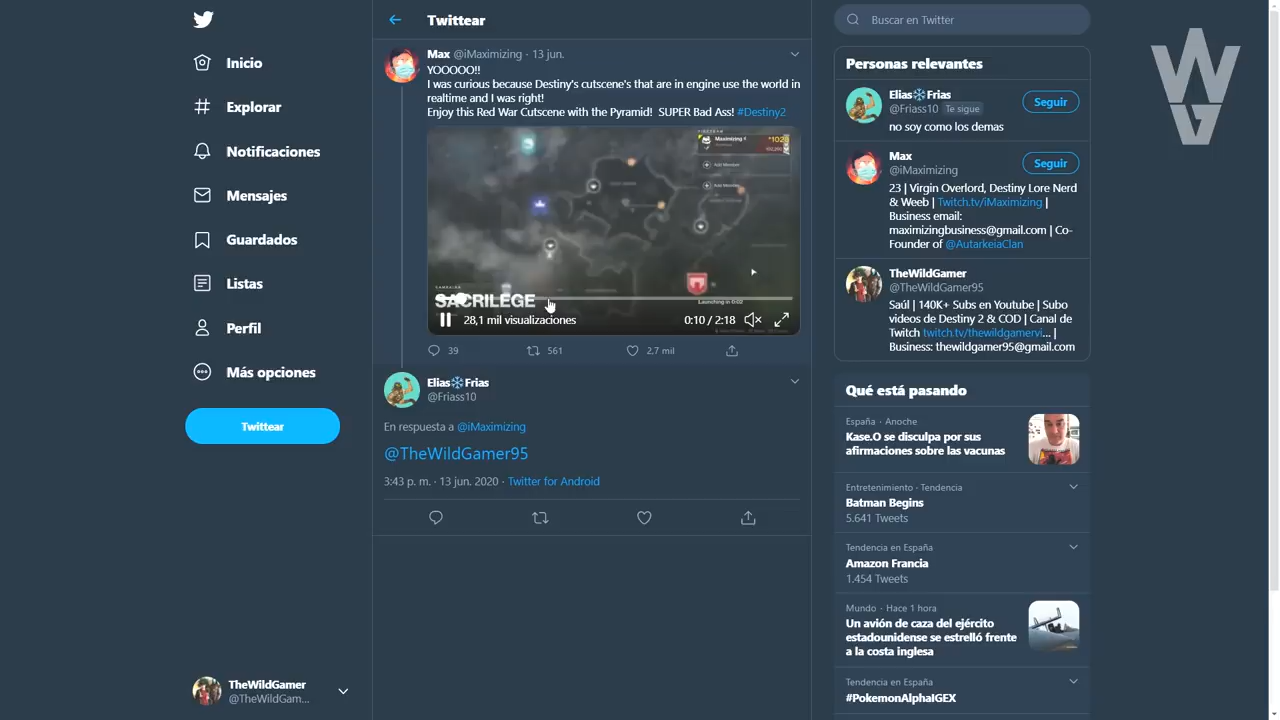 Inicio
Explorar
Notificaciones
Mensajes
Guardados
Listas
Perfil
Más opciones
Twittear
TheWildGamer
@TheWildGam...
Twittear
Max @iMaximizing · 13 jun.
YOOOOO!!
I was curious because Destiny's cutscene's that are in engine use the world in
realtime and I was right!
Enjoy this Red War Cutscene with the Pyramid! SUPER Bad Ass! #Destiny2
Maximizing
SACRILEGE
Launching in 0:02
28,1 mil visualizaciones
0:10 / 2:18
39
561
2,7 mil
Elias❄️Frias
@Friass10
En respuesta a @iMaximizing
@TheWildGamer95
3:43 p. m. · 13 jun. 2020 · Twitter for Android
Buscar en Twitter
Personas relevantes
Elias❄️Frias
@Friass10 Te sigue
Seguir
no soy como los demas
Max
@iMaximizing
Seguir
23 | Virgin Overlord, Destiny Lore Nerd
& Weeb | Twitch.tv/iMaximizing |
Business email:
maximizingbusiness@gmail.com | Co-
Founder of @AutarkeiaClan
TheWildGamer
@TheWildGamer95
Saúl | 140K+ Subs en Youtube | Subo
videos de Destiny 2 & COD | Canal de
Twitch twitch.tv/thewildgamervi... |
Business: thewildgamer95@gmail.com
Qué está pasando
España · Anoche
Kase.O se disculpa por sus
afirmaciones sobre las vacunas
Entretenimiento · Tendencia
Batman Begins
5.641 Tweets
Tendencia en España
Amazon Francia
1.454 Tweets
Mundo · Hace 1 hora
Un avión de caza del ejército
estadounidense se estrelló frente
a la costa inglesa
Tendencia en España
#PokemonAlphaIGEX
WG